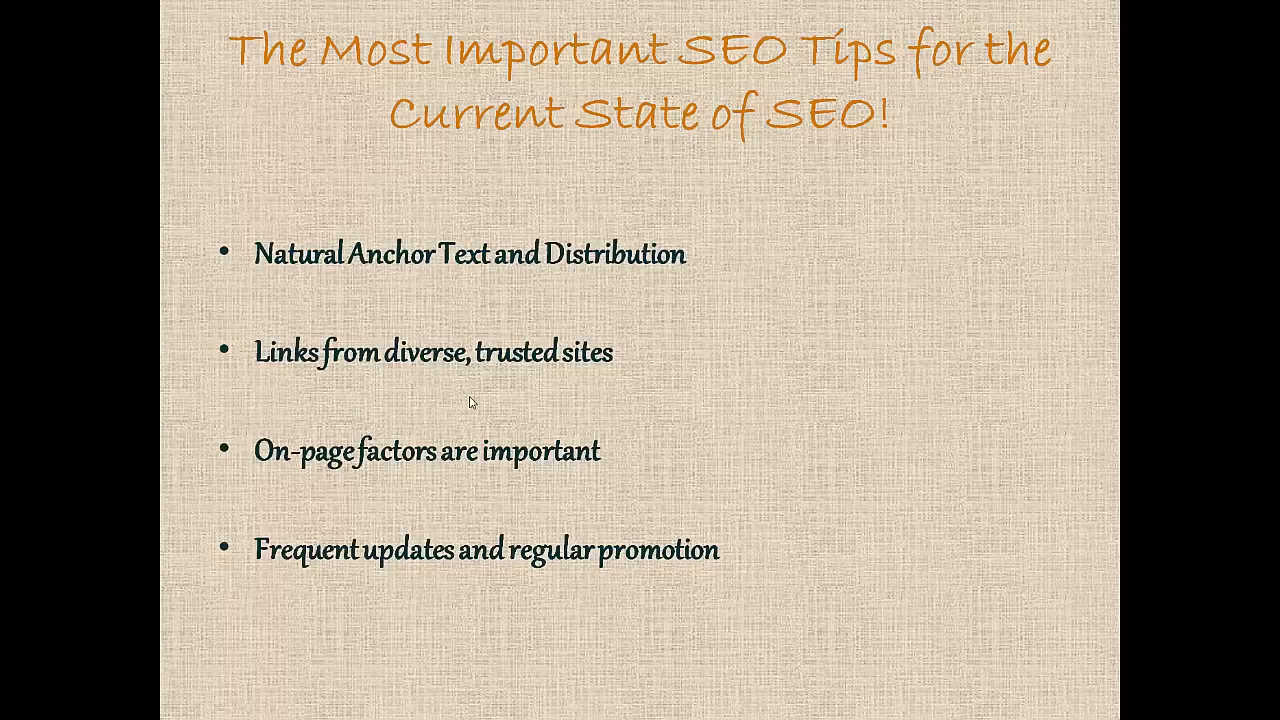 The Most Important SEO Tips for the
Current State of SEO!
• Natural Anchor Text and Distribution
• Links from diverse, trusted sites
• On-page factors are important
• Frequent updates and regular promotion